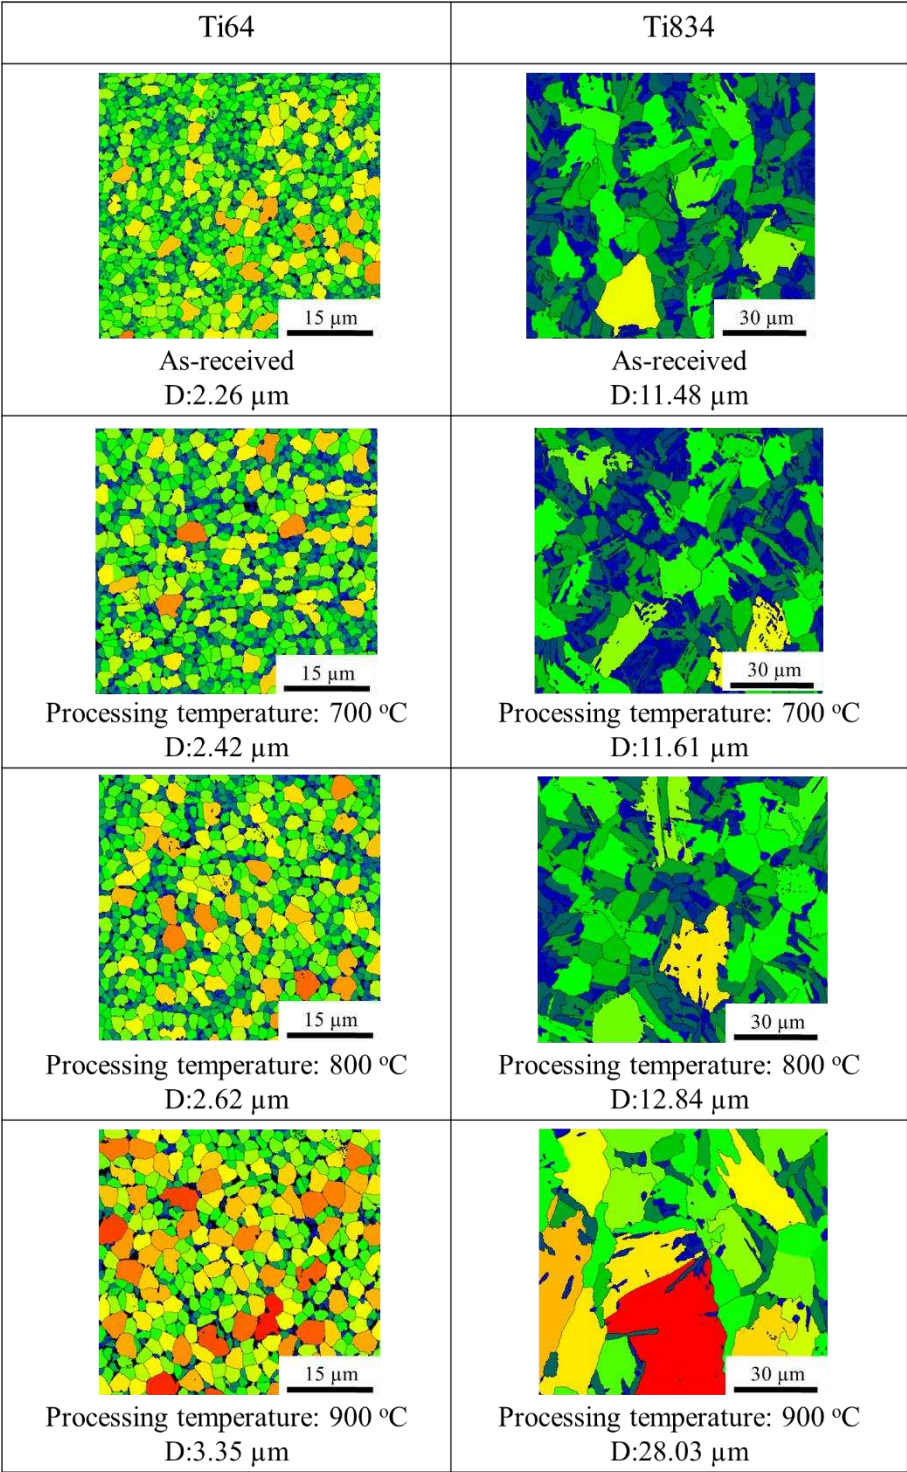 Ti64
Ti834
15 µm
30 µm
As-received
D:2.26 µm
As-received
D:11.48 µm
15 µm
30 µm
Processing temperature: 700 °C
D:2.42 µm
Processing temperature: 700 °C
D:11.61 µm
15 µm
30 µm
Processing temperature: 800 °C
D:2.62 µm
Processing temperature: 800 °C
D:12.84 µm
15 µm
30 µm
Processing temperature: 900 °C
D:3.35 µm
Processing temperature: 900 °C
D:28.03 µm